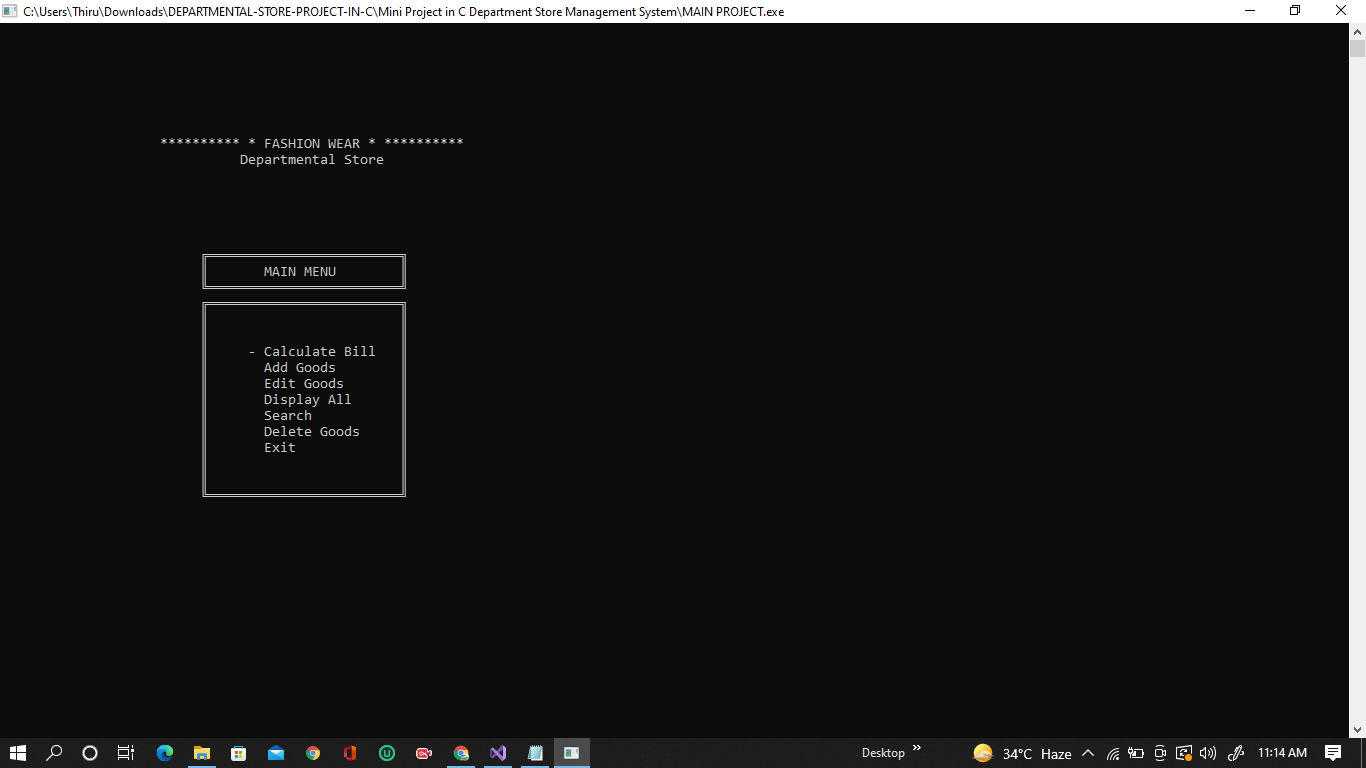 C:\Users\Thiru\Downloads\DEPARTMENTAL-STORE-PROJECT-IN-C\Mini Project in C Department Store Management System\MAIN PROJECT.exe
********** * FASHION WEAR * **********
Departmental Store
MAIN MENU
- Calculate Bill
Add Goods
Edit Goods
Display All
Search
Delete Goods
Exit
Desktop » 34°C Haze 11:14 AM